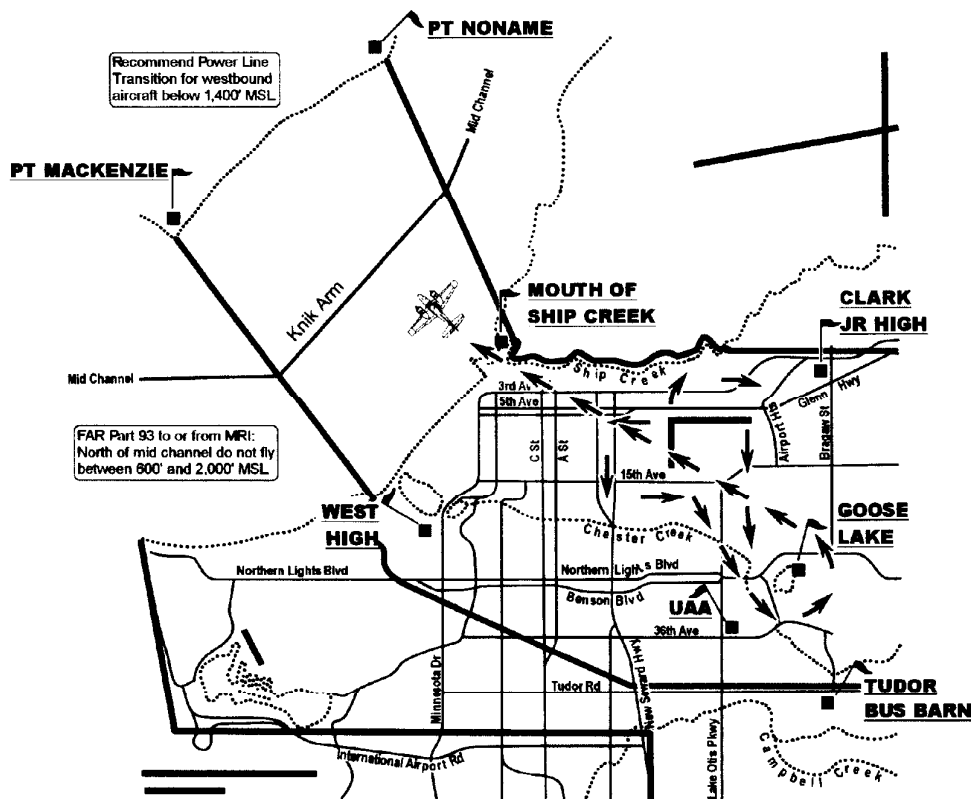 PT NONAME
Recommend Power Line
Transition for westbound
aircraft below 1,400' MSL
Mid Channel
PT MACKENZIE
Knik Arm
MOUTH OF
SHIP CREEK
CLARK
JR HIGH
Mid Channel
Ship Creek
3rd Av
5th Ave
Glenn Hwy
Airport Hts
Bragaw St
FAR Part 93 to or from MRI:
North of mid channel do not fly
between 600' and 2,000' MSL
C St
A St
15th Ave
WEST
HIGH
Chester Creek
GOOSE
LAKE
Northern Lights Blvd
Northern Lights Blvd
Benson Blvd
UAA
36th Ave
Minnesota Dr
New Seward Hwy
Tudor Rd
TUDOR
BUS BARN
Lake Otis Pkwy
International Airport Rd
Campbell Creek